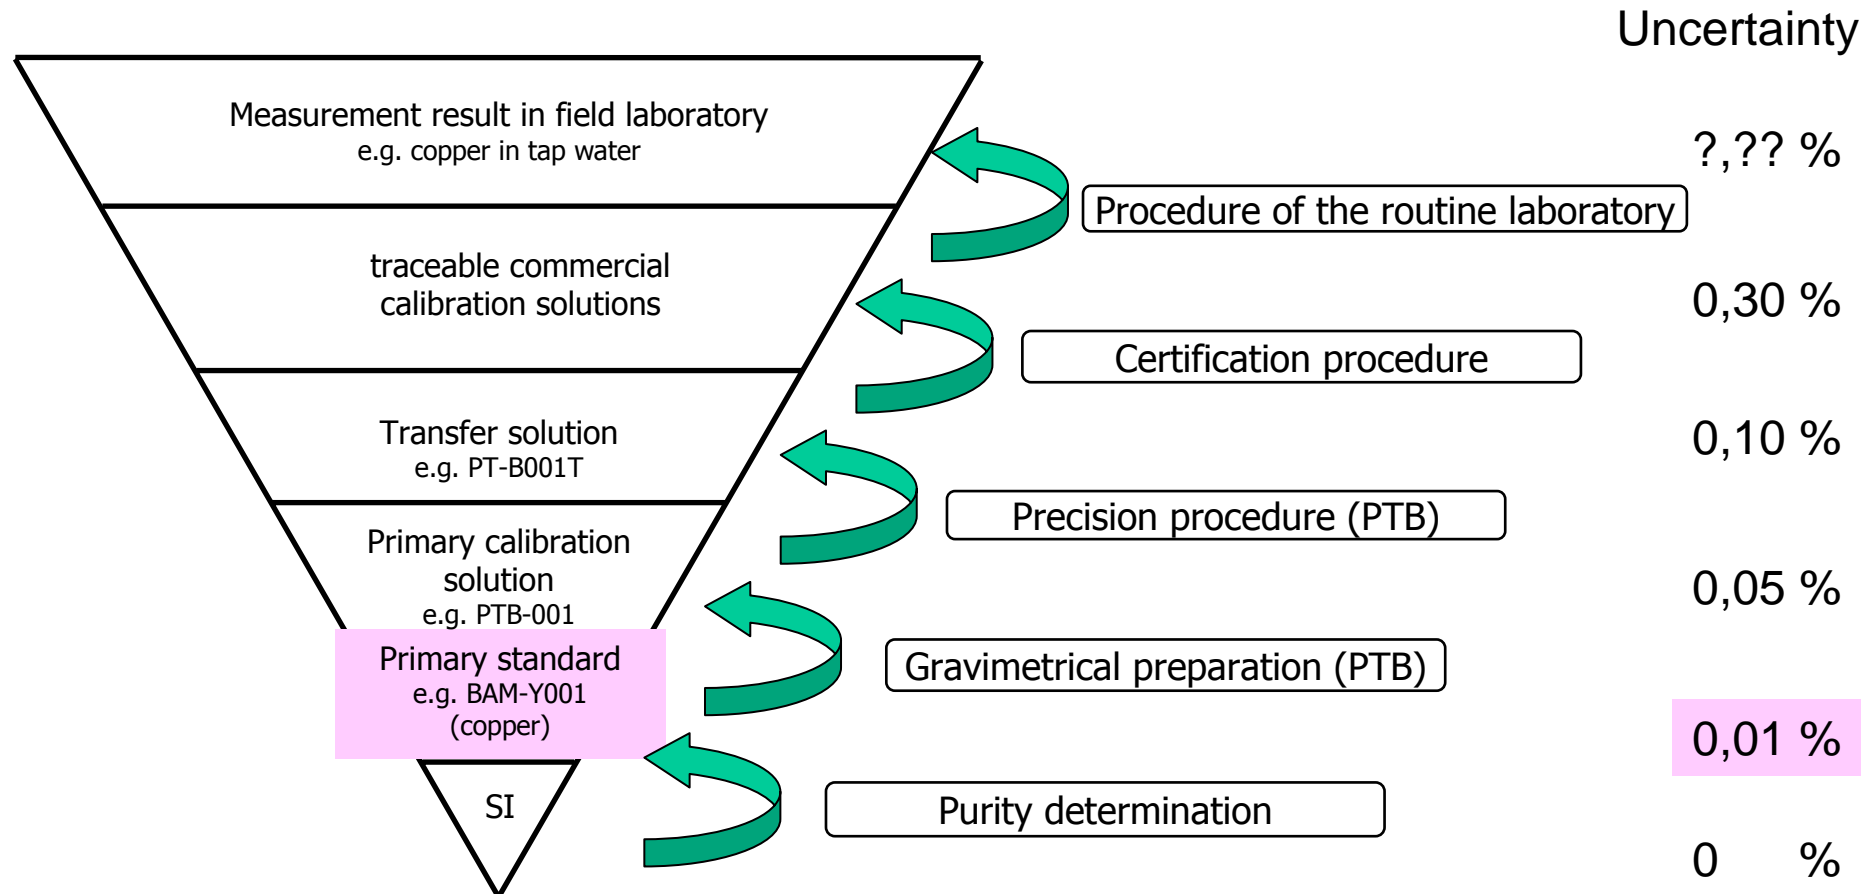 Uncertainty
Measurement result in field laboratory
e.g. copper in tap water
?,?? %
Procedure of the routine laboratory
traceable commercial
calibration solutions
0,30 %
Certification procedure
Transfer solution
e.g. PT-B001T
0,10 %
Precision procedure (PTB)
Primary calibration
solution
e.g. PTB-001
0,05 %
Gravimetrical preparation (PTB)
Primary standard
e.g. BAM-Y001
(copper)
0,01 %
Purity determination
SI
0 %